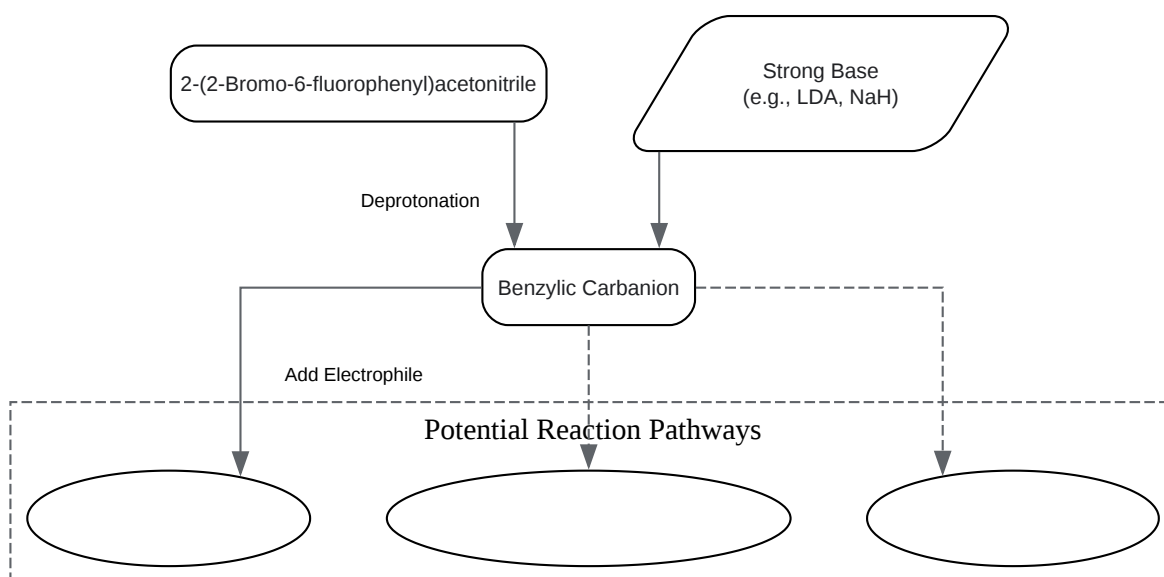 2-(2-Bromo-6-fluorophenyl)acetonitrile
Strong Base
(e.g., LDA, NaH)
Deprotonation
Benzylic Carbanion
Add Electrophile
Potential Reaction Pathways